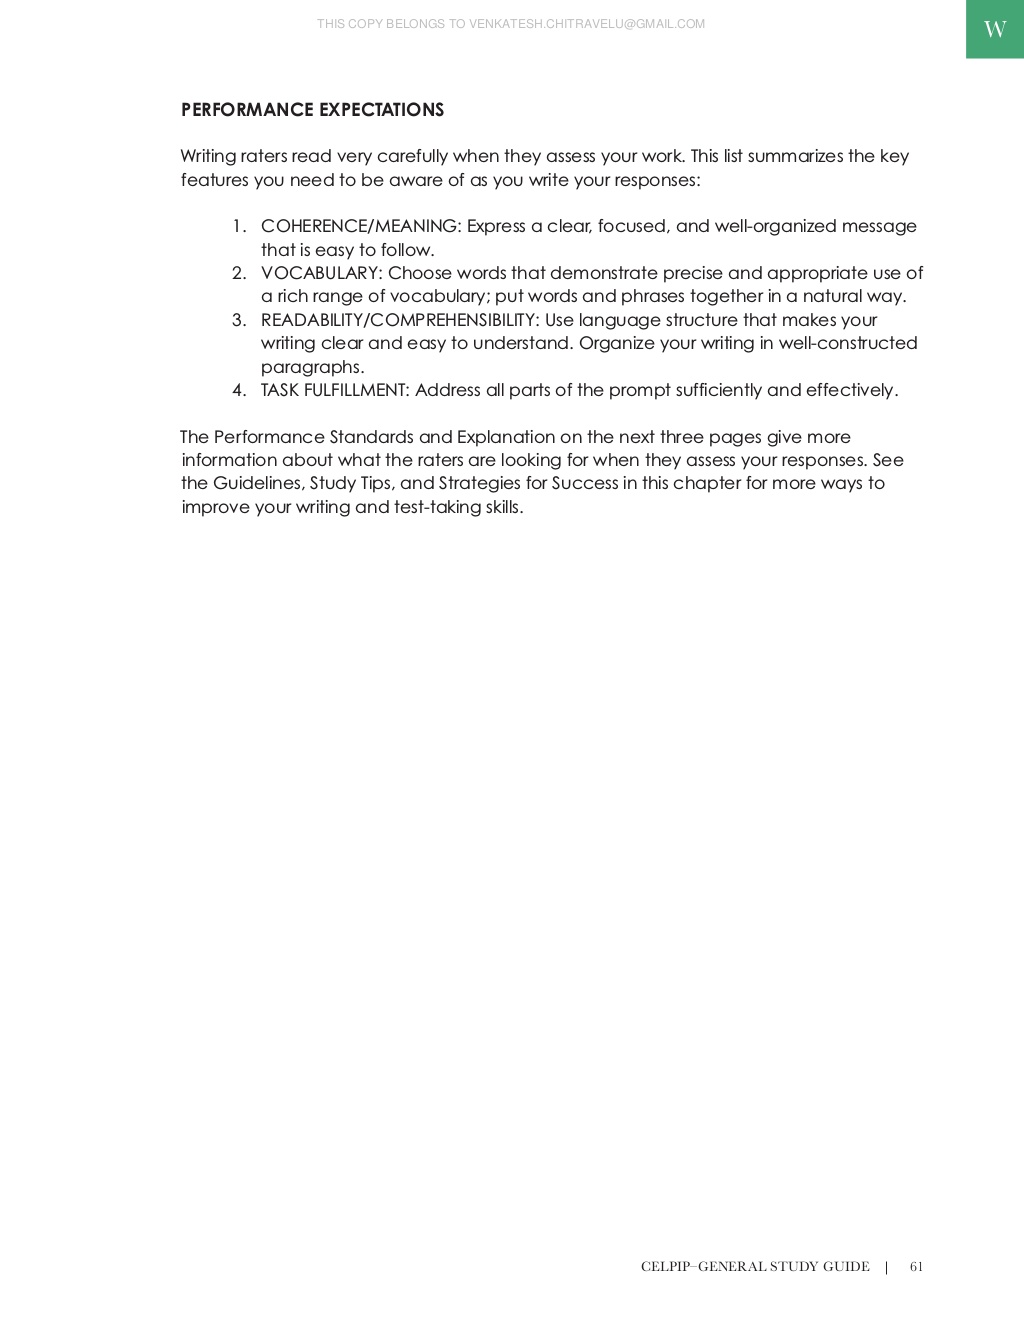 THIS COPY BELONGS TO VENKATESH.CHITRAVELU@GMAIL.COM
W
PERFORMANCE EXPECTATIONS
Writing raters read very carefully when they assess your work. This list summarizes the key
features you need to be aware of as you write your responses:
1. COHERENCE/MEANING: Express a clear, focused, and well-organized message
that is easy to follow.
2. VOCABULARY: Choose words that demonstrate precise and appropriate use of
a rich range of vocabulary; put words and phrases together in a natural way.
3. READABILITY/COMPREHENSIBILITY: Use language structure that makes your
writing clear and easy to understand. Organize your writing in well-constructed
paragraphs.
4. TASK FULFILLMENT: Address all parts of the prompt sufficiently and effectively.
The Performance Standards and Explanation on the next three pages give more
information about what the raters are looking for when they assess your responses. See
the Guidelines, Study Tips, and Strategies for Success in this chapter for more ways to
improve your writing and test-taking skills.
CELPIP–GENERAL STUDY GUIDE | 61